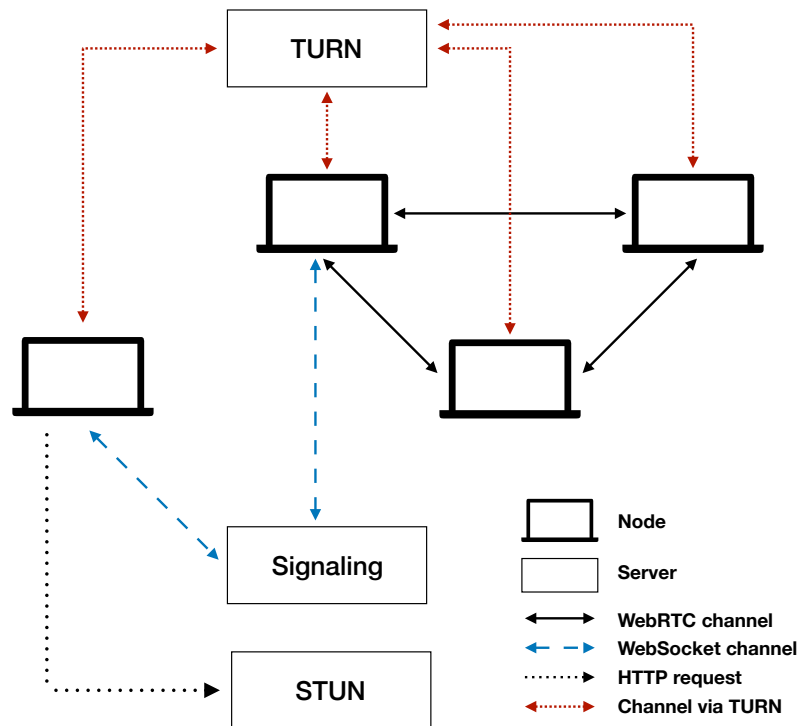 TURN
Signaling
STUN
Node
Server
WebRTC channel
WebSocket channel
HTTP request
Channel via TURN